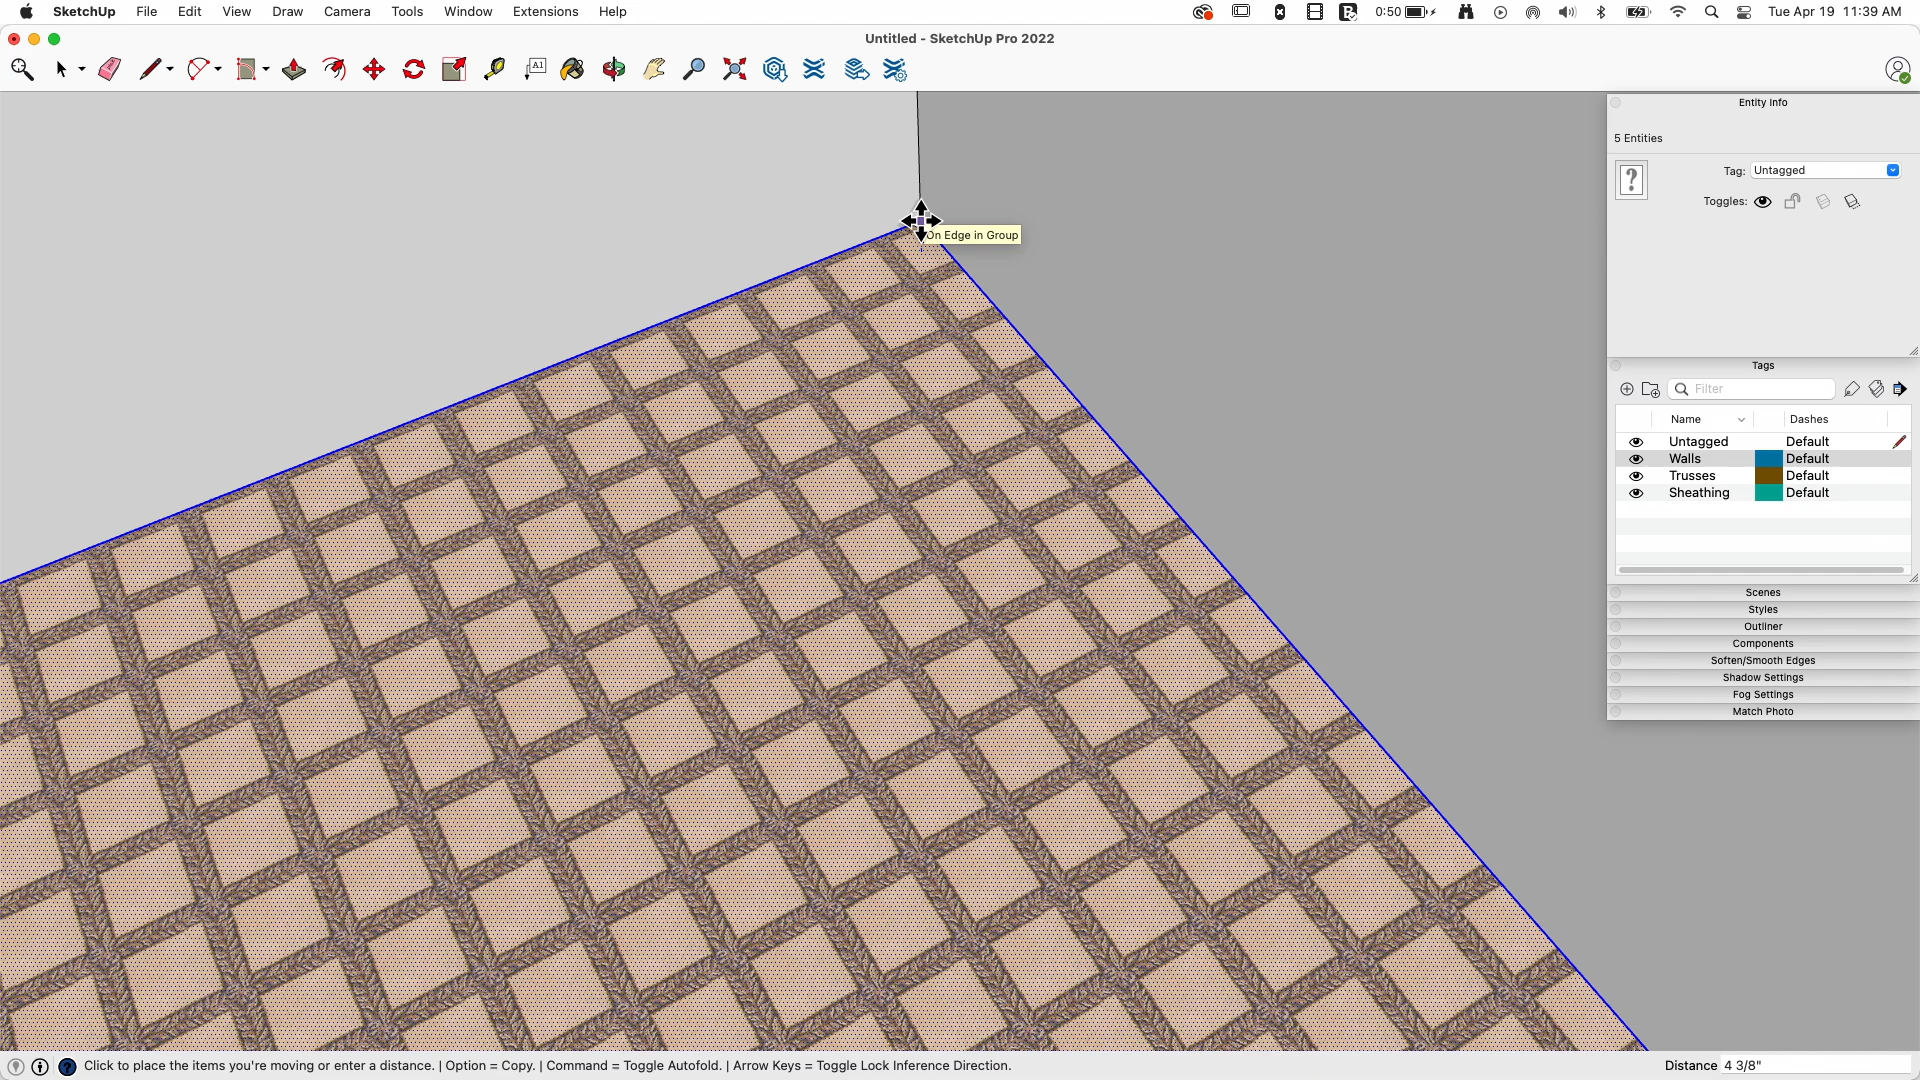 SketchUp File Edit View Draw Camera Tools Window Extensions Help 0:50 Tue Apr 19 11:39 AM
Untitled - SketchUp Pro 2022
A1
Entity Info
5 Entities
Tag: Untagged
?
Toggles:
On Edge in Group
Tags
Filter
Name Dashes
Untagged Default
Walls Default
Trusses Default
Sheathing Default
Scenes
Styles
Outliner
Components
Soften/Smooth Edges
Shadow Settings
Fog Settings
Match Photo
? Click to place the items you're moving or enter a distance. | Option = Copy. | Command = Toggle Autofold. | Arrow Keys = Toggle Lock Inference Direction. Distance 4 3/8"